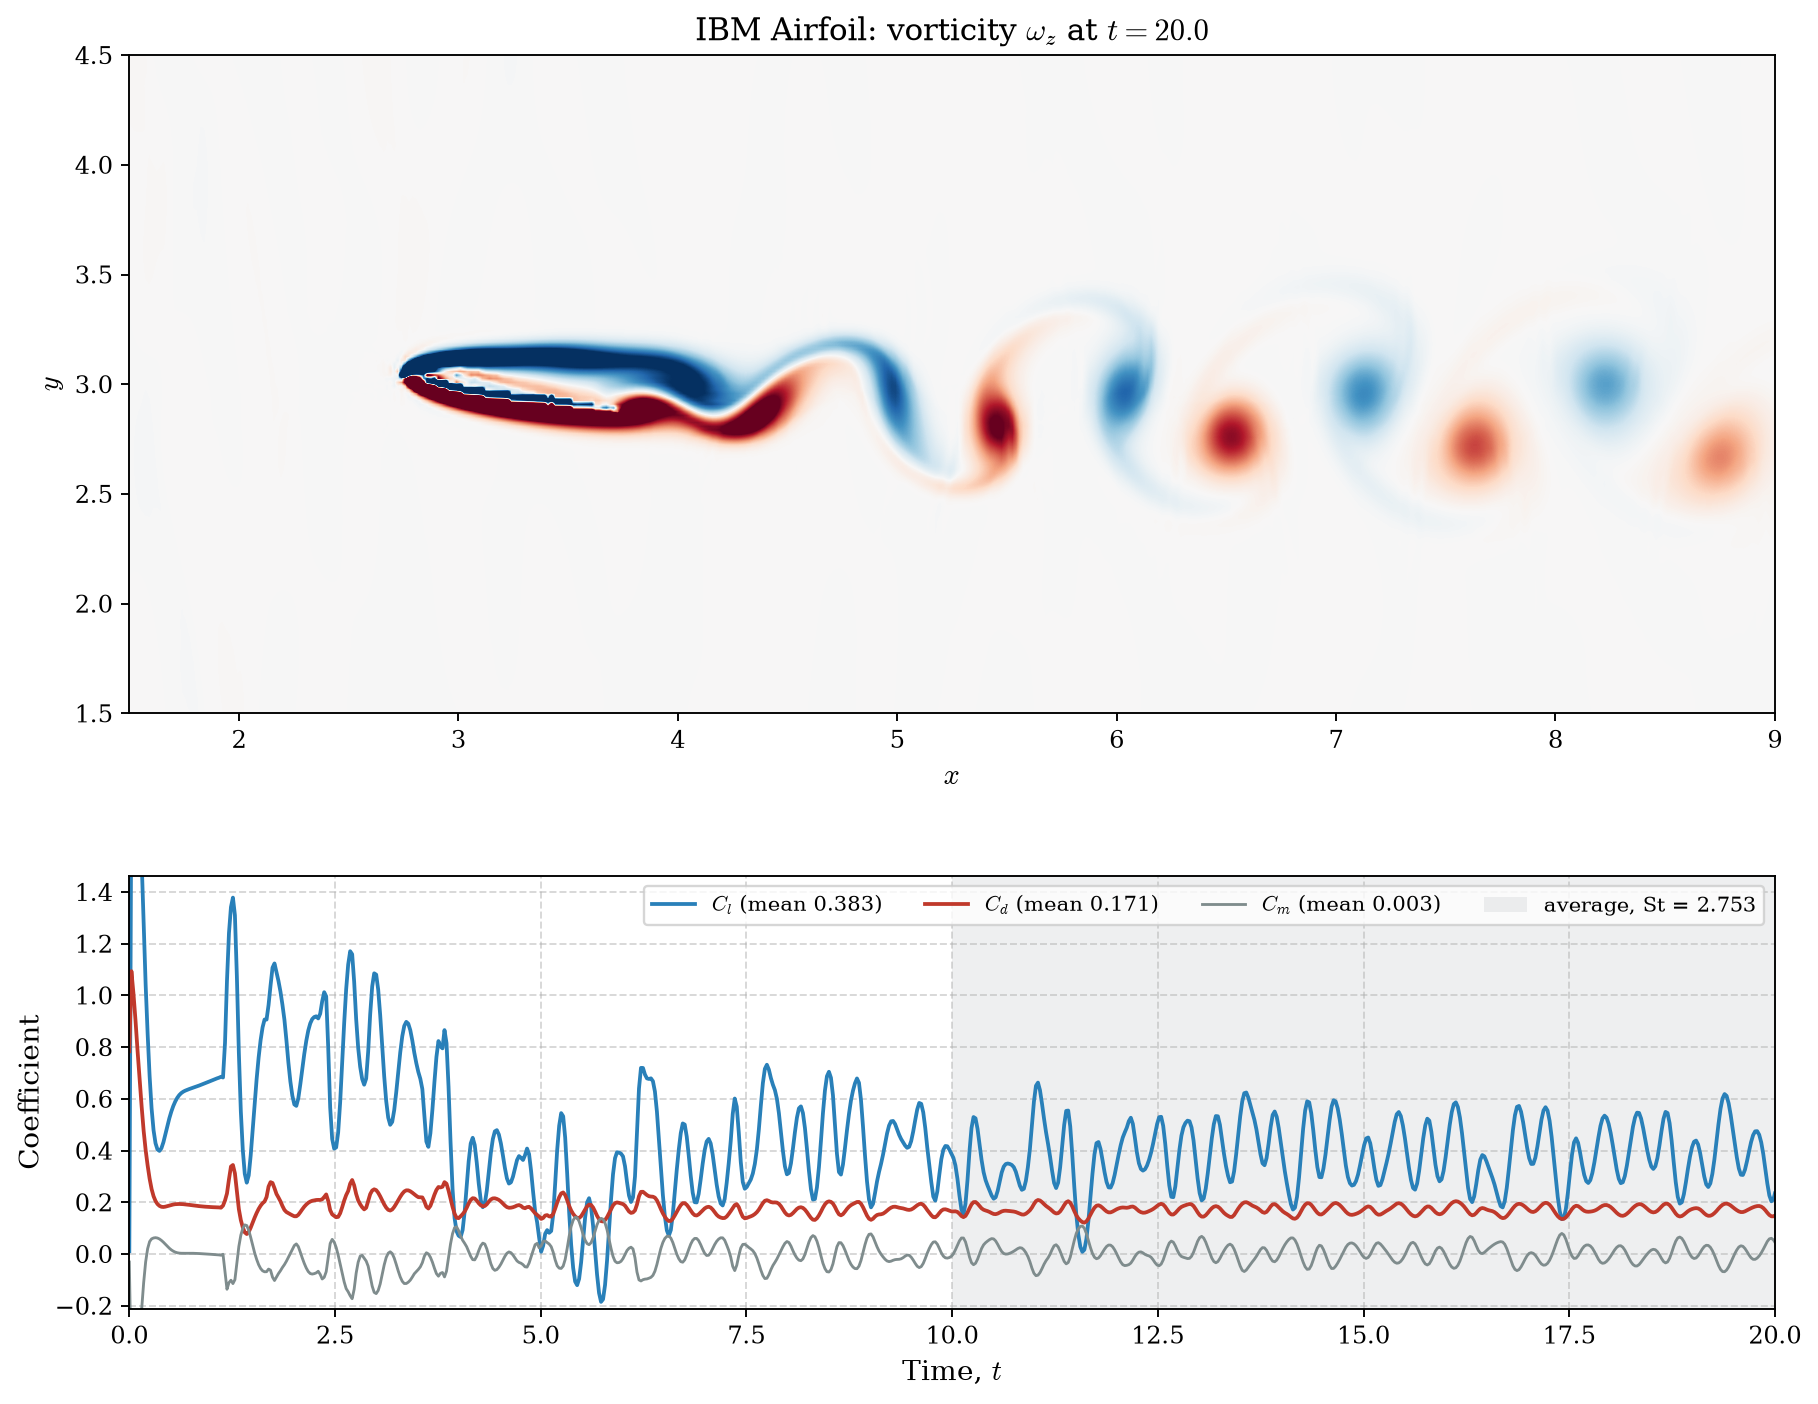 IBM Airfoil: vorticity ω_z at t = 20.0
4.5
4.0
3.5
3.0
2.5
2.0
1.5
y
2 3 4 5 6 7 8 9
x
C_l (mean 0.383) C_d (mean 0.171) C_m (mean 0.003) average, St = 2.753
1.4
1.2
1.0
0.8
0.6
0.4
0.2
0.0
−0.2
Coefficient
0.0 2.5 5.0 7.5 10.0 12.5 15.0 17.5 20.0
Time, t